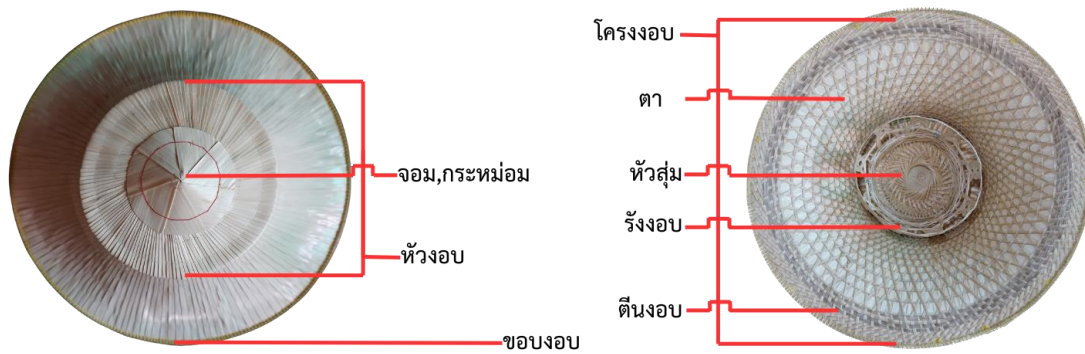 จอม,กระหม่อม
หัวงอบ
ขอบงอบ
โครงงอบ
ตา
หัวสุ่ม
รังงอบ
ตีนงอบ